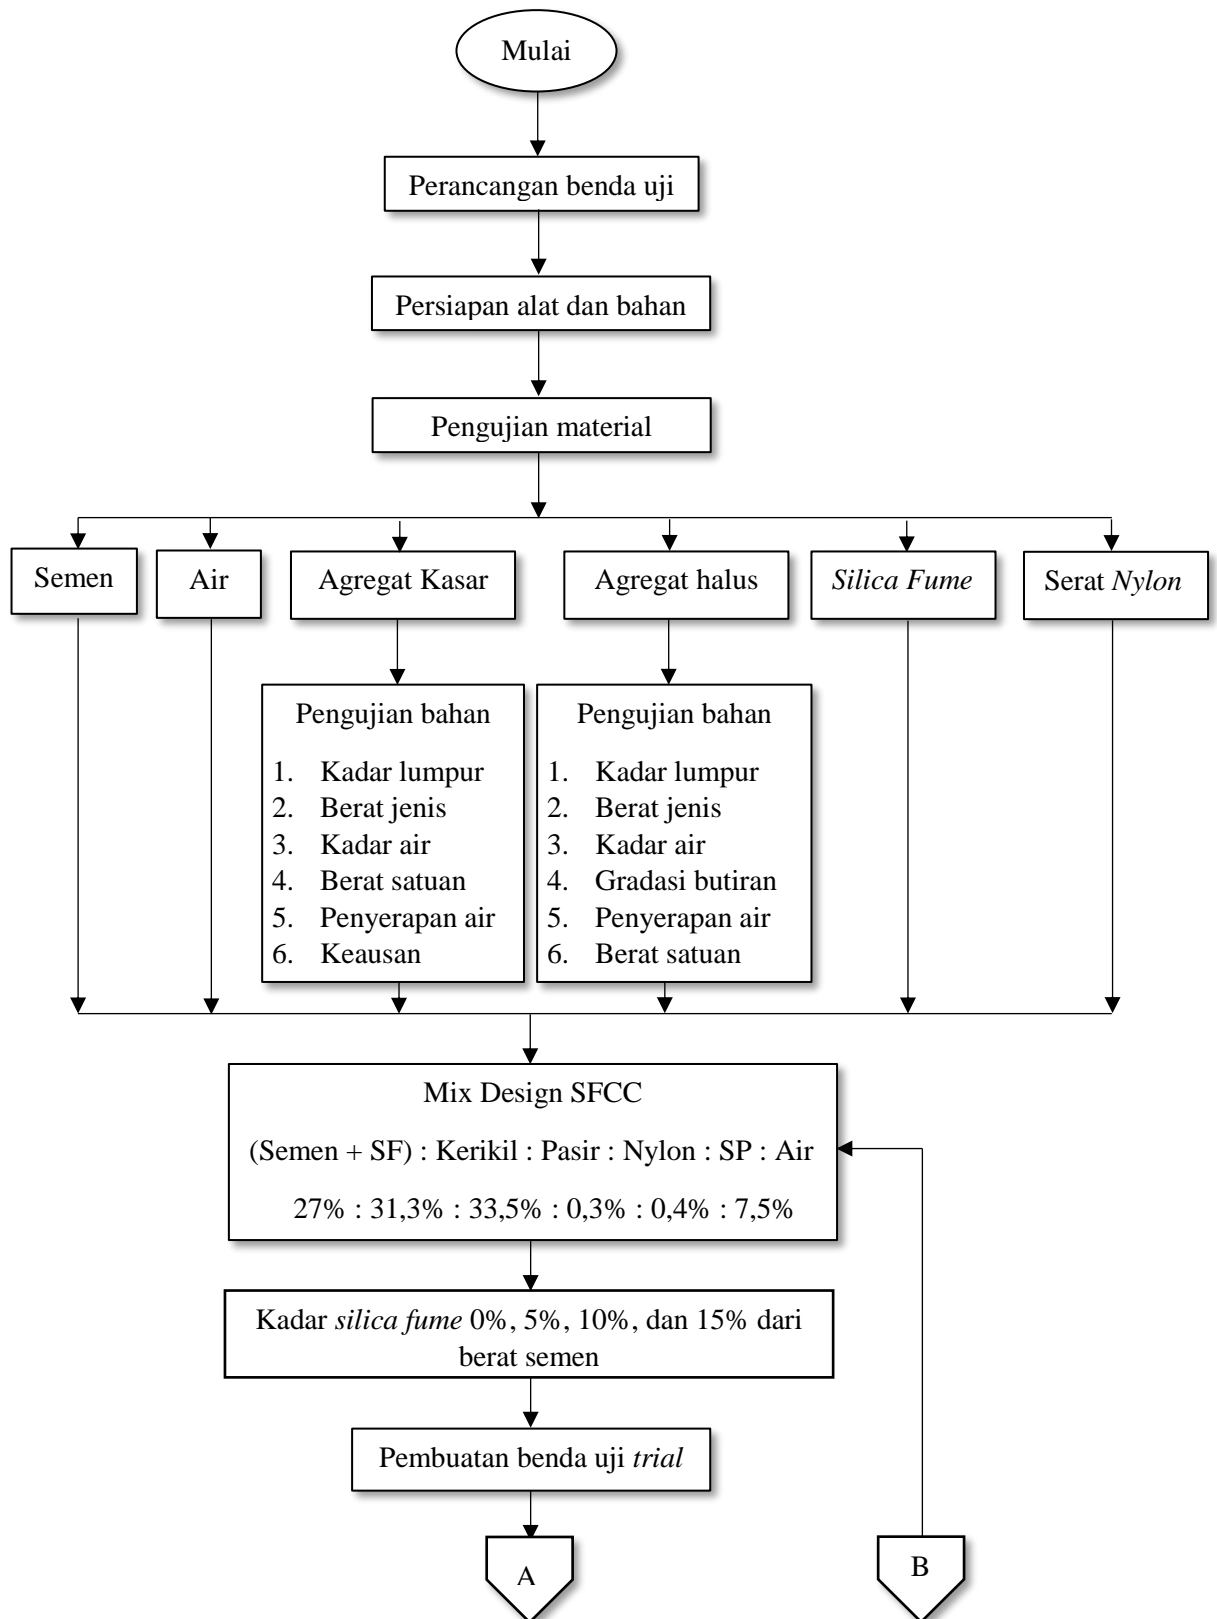 Mulai
Perancangan benda uji
Persiapan alat dan bahan
Pengujian material
Semen
Air
Agregat Kasar
Agregat halus
Silica Fume
Serat Nylon
Pengujian bahan
1. Kadar lumpur
2. Berat jenis
3. Kadar air
4. Berat satuan
5. Penyerapan air
6. Keausan
Pengujian bahan
1. Kadar lumpur
2. Berat jenis
3. Kadar air
4. Gradasi butiran
5. Penyerapan air
6. Berat satuan
Mix Design SFCC
(Semen + SF) : Kerikil : Pasir : Nylon : SP : Air
27% : 31,3% : 33,5% : 0,3% : 0,4% : 7,5%
Kadar silica fume 0%, 5%, 10%, dan 15% dari
berat semen
Pembuatan benda uji trial
A
B